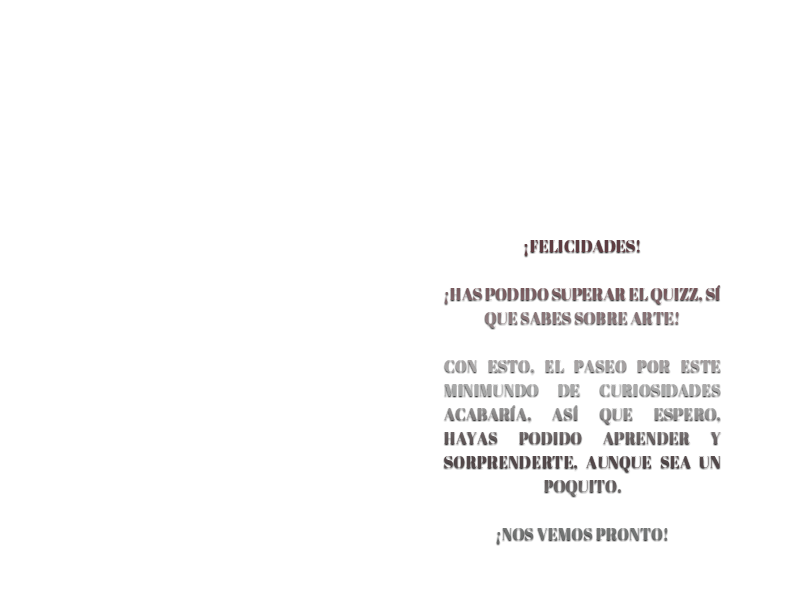 ¡FELICIDADES!
¡HAS PODIDO SUPERAR EL QUIZZ, SÍ
QUE SABES SOBRE ARTE!
CON ESTO, EL PASEO POR ESTE
MINIMUNDO DE CURIOSIDADES
ACABARÍA, ASÍ QUE ESPERO,
HAYAS PODIDO APRENDER Y
SORPRENDERTE, AUNQUE SEA UN
POQUITO.
¡NOS VEMOS PRONTO!